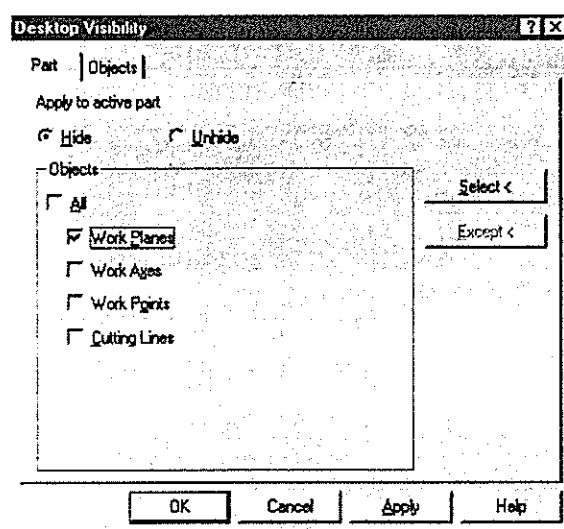 Desktop Visibility
Part Objects
Apply to active part
Hide Unhide
Objects
All
Work Planes
Work Axes
Work Points
Cutting Lines
Select <
Except <
OK Cancel Apply Help